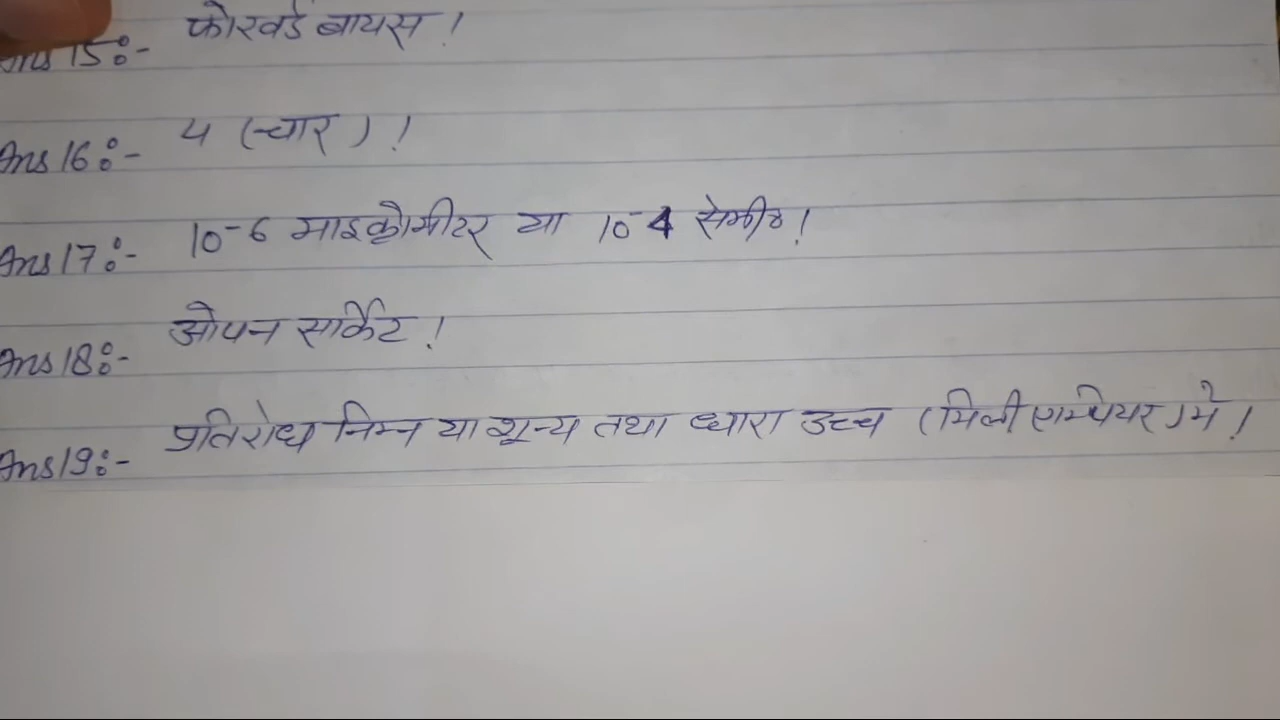 Ans 15:- फोरवर्ड बायस !
Ans 16:- 4 (चार) !
Ans 17:- 10-6 माइक्रोमीटर या 10-4 सेमी० !
Ans 18:- ओपन सर्किट !
Ans 19:- प्रतिरोध निम्न या शून्य तथा धारा उच्च (मिली एम्पियर) मे !